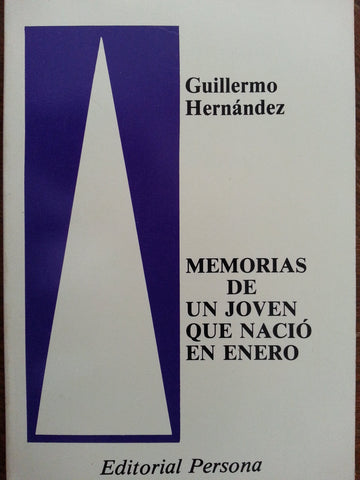 Guillermo
Hernández
MEMORIAS
DE
UN JOVEN
QUE NACIÓ
EN ENERO
Editorial Persona